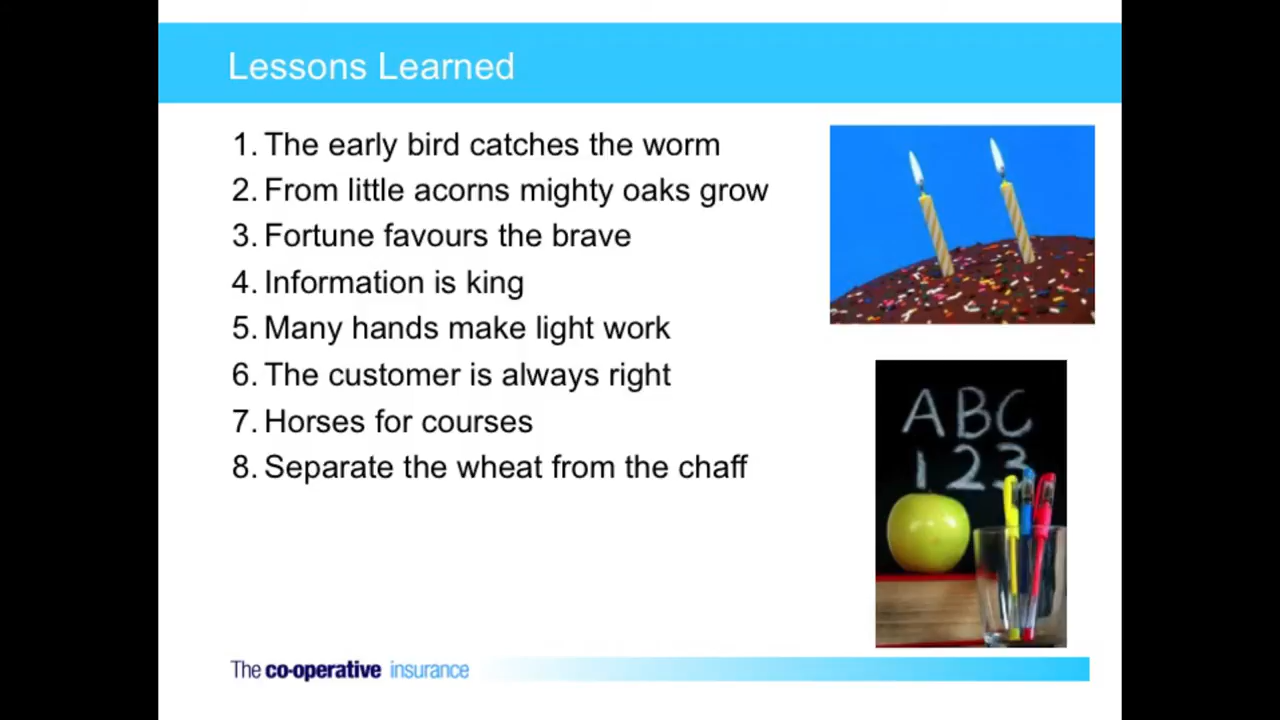 Lessons Learned
1. The early bird catches the worm
2. From little acorns mighty oaks grow
3. Fortune favours the brave
4. Information is king
5. Many hands make light work
6. The customer is always right
7. Horses for courses
8. Separate the wheat from the chaff
ABC
123
The co-operative insurance